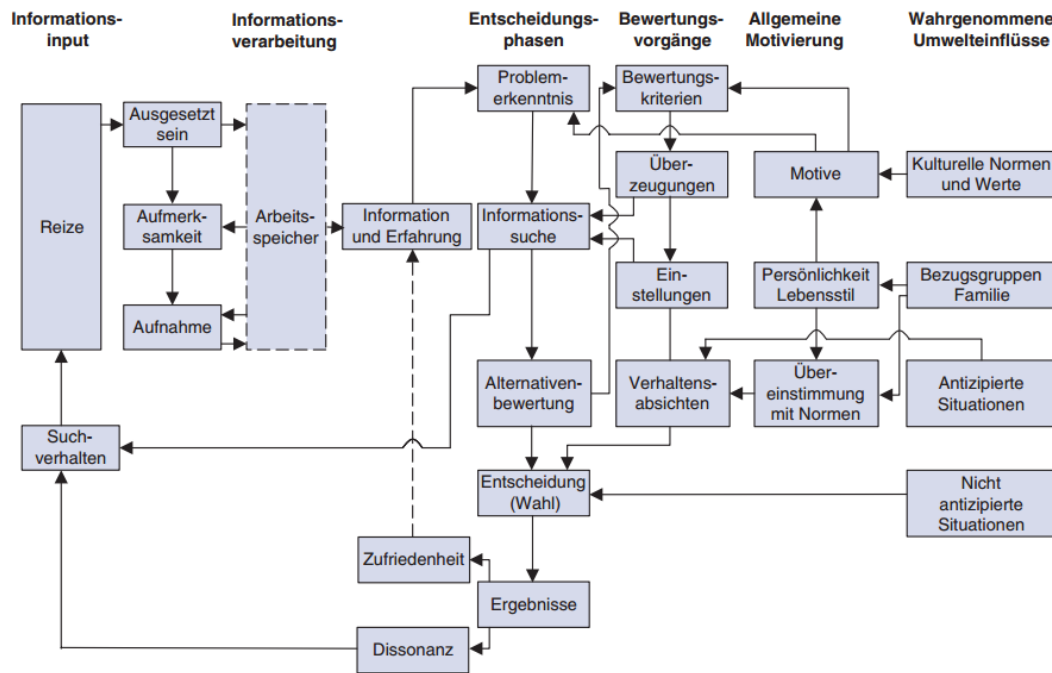 Informations-
input
Informations-
verarbeitung
Entscheidungs-
phasen
Bewertungs-
vorgänge
Allgemeine
Motivierung
Wahrgenommene
Umwelteinflüsse
Reize
Ausgesetzt
sein
Aufmerk-
samkeit
Aufnahme
Such-
verhalten
Arbeits-
speicher
Information
und Erfahrung
Zufriedenheit
Dissonanz
Problem-
erkenntnis
Informations-
suche
Alternativen-
bewertung
Entscheidung
(Wahl)
Ergebnisse
Bewertungs-
kriterien
Über-
zeugungen
Ein-
stellungen
Verhaltens-
absichten
Motive
Persönlichkeit
Lebensstil
Über-
einstimmung
mit Normen
Kulturelle Normen
und Werte
Bezugsgruppen
Familie
Antizipierte
Situationen
Nicht
antizipierte
Situationen